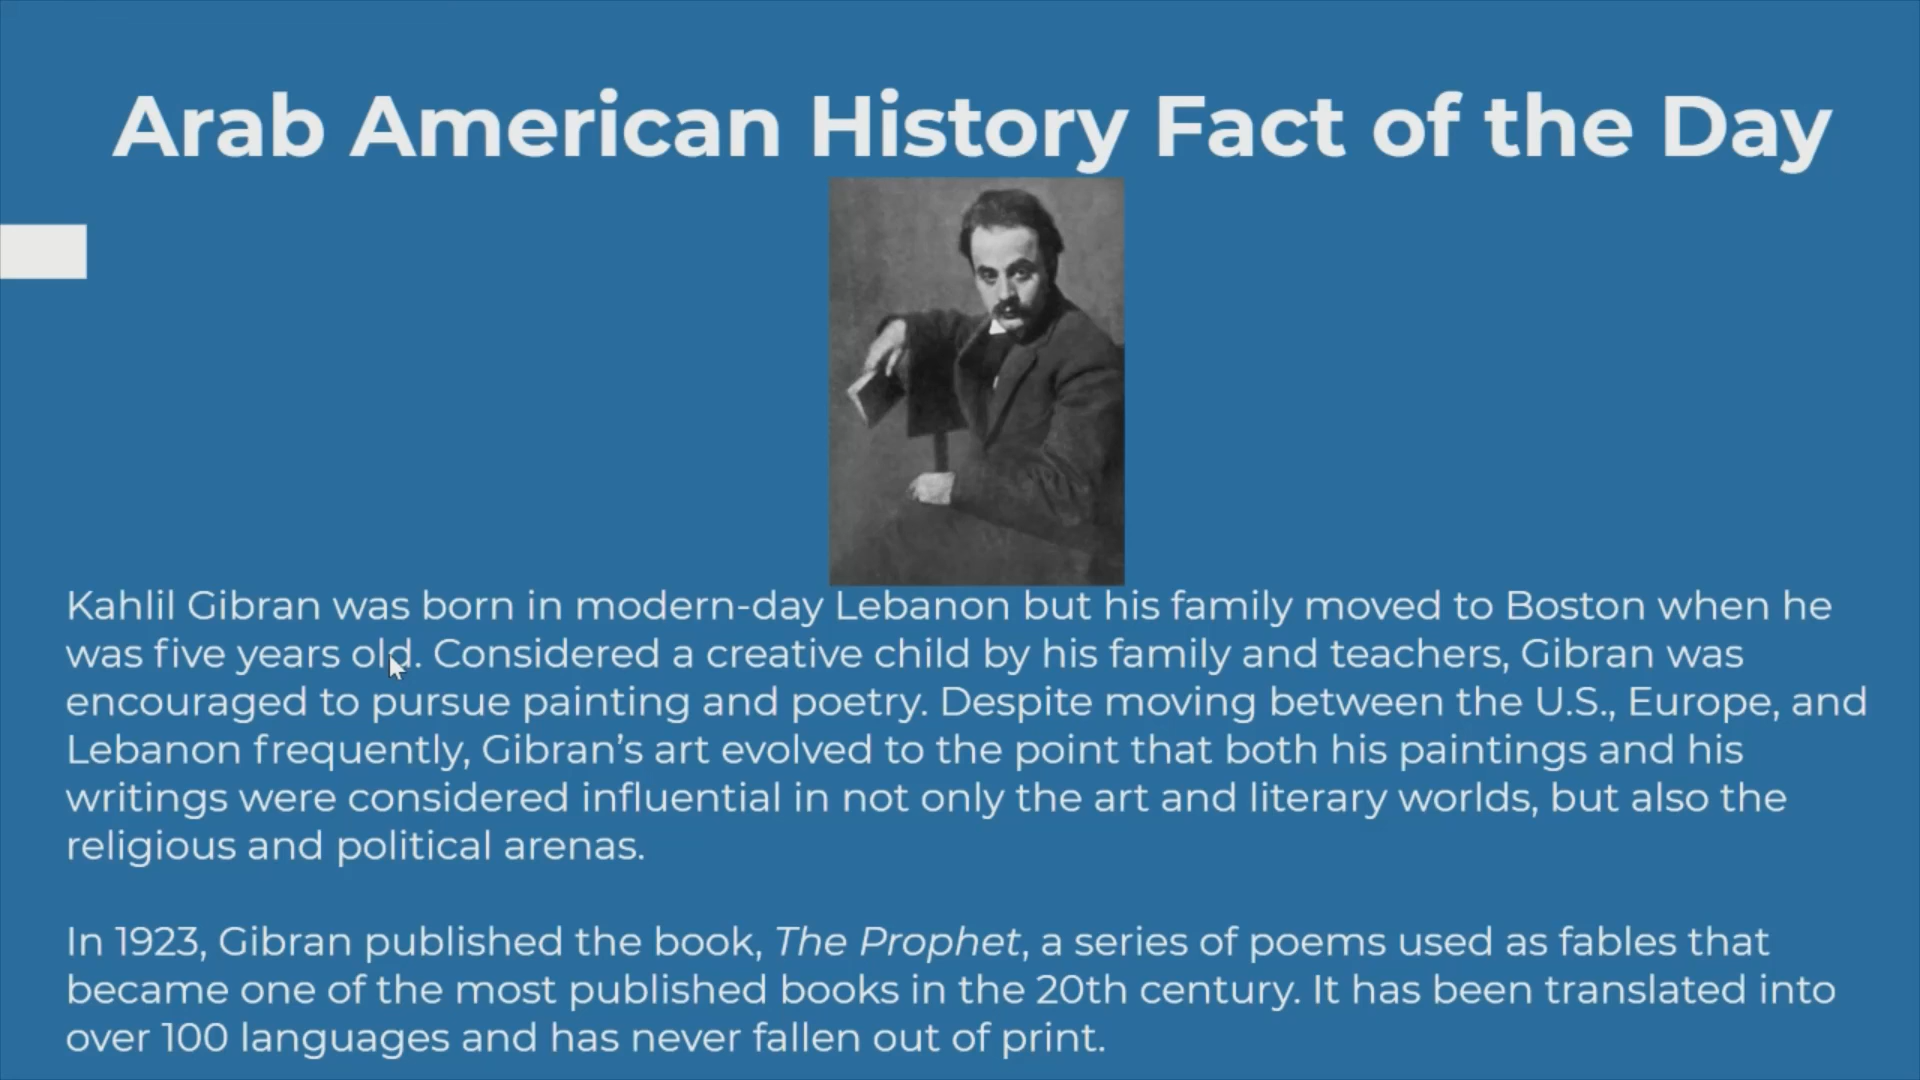 Arab American History Fact of the Day
Kahlil Gibran was born in modern-day Lebanon but his family moved to Boston when he
was five years old. Considered a creative child by his family and teachers, Gibran was
encouraged to pursue painting and poetry. Despite moving between the U.S., Europe, and
Lebanon frequently, Gibran’s art evolved to the point that both his paintings and his
writings were considered influential in not only the art and literary worlds, but also the
religious and political arenas.
In 1923, Gibran published the book, The Prophet, a series of poems used as fables that
became one of the most published books in the 20th century. It has been translated into
over 100 languages and has never fallen out of print.